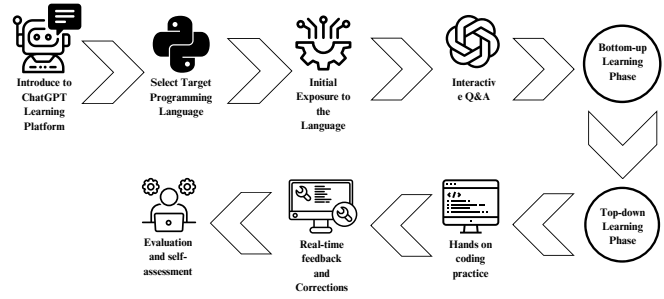 Introduce to
ChatGPT
Learning
Platform
Select Target
Programming
Language
Initial
Exposure to
the
Language
Interactiv
e Q&A
Bottom-up
Learning
Phase
Top-down
Learning
Phase
</>
Hands on
coding
practice
Real-time
feedback
and
Corrections
Evaluation
and self-
assessment